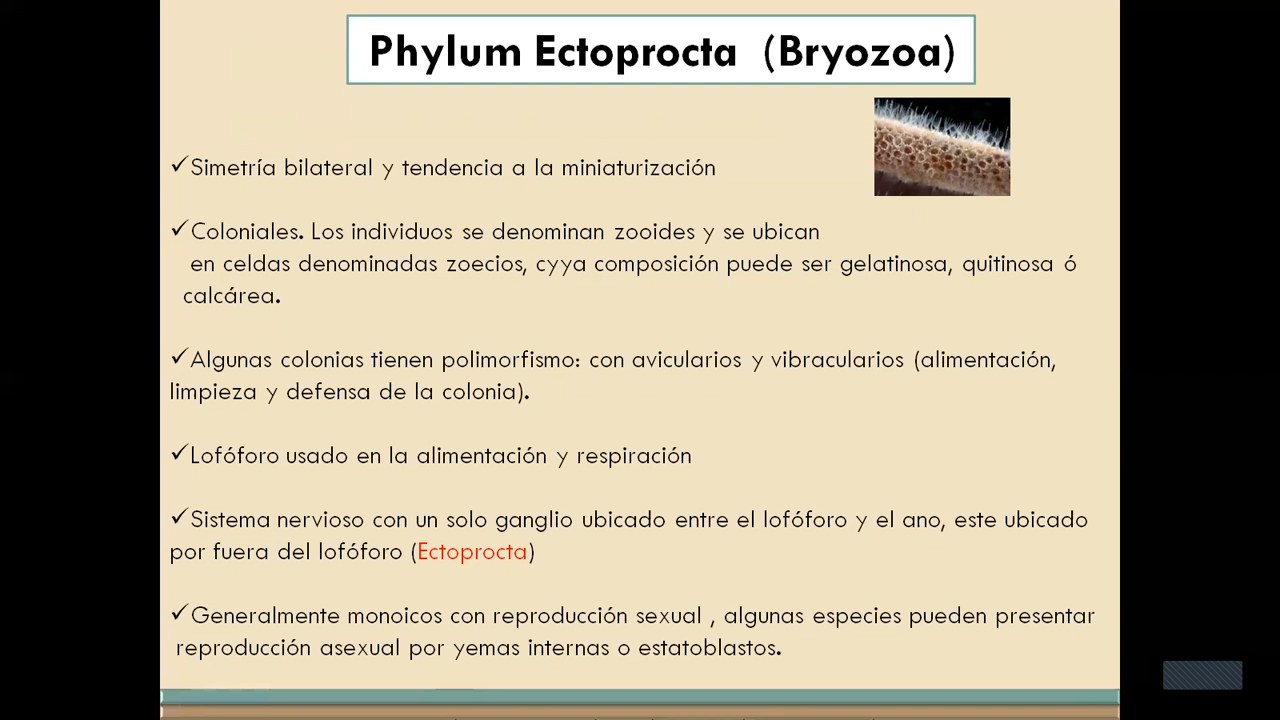 Phylum Ectoprocta (Bryozoa)
✓Simetría bilateral y tendencia a la miniaturización
✓Coloniales. Los individuos se denominan zooides y se ubican
en celdas denominadas zoecios, cyya composición puede ser gelatinosa, quitinosa ó
calcárea.
✓Algunas colonias tienen polimorfismo: con avicularios y vibracularios (alimentación,
limpieza y defensa de la colonia).
✓Lofóforo usado en la alimentación y respiración
✓Sistema nervioso con un solo ganglio ubicado entre el lofóforo y el ano, este ubicado
por fuera del lofóforo (Ectoprocta)
✓Generalmente monoicos con reproducción sexual , algunas especies pueden presentar
reproducción asexual por yemas internas o estatoblastos.